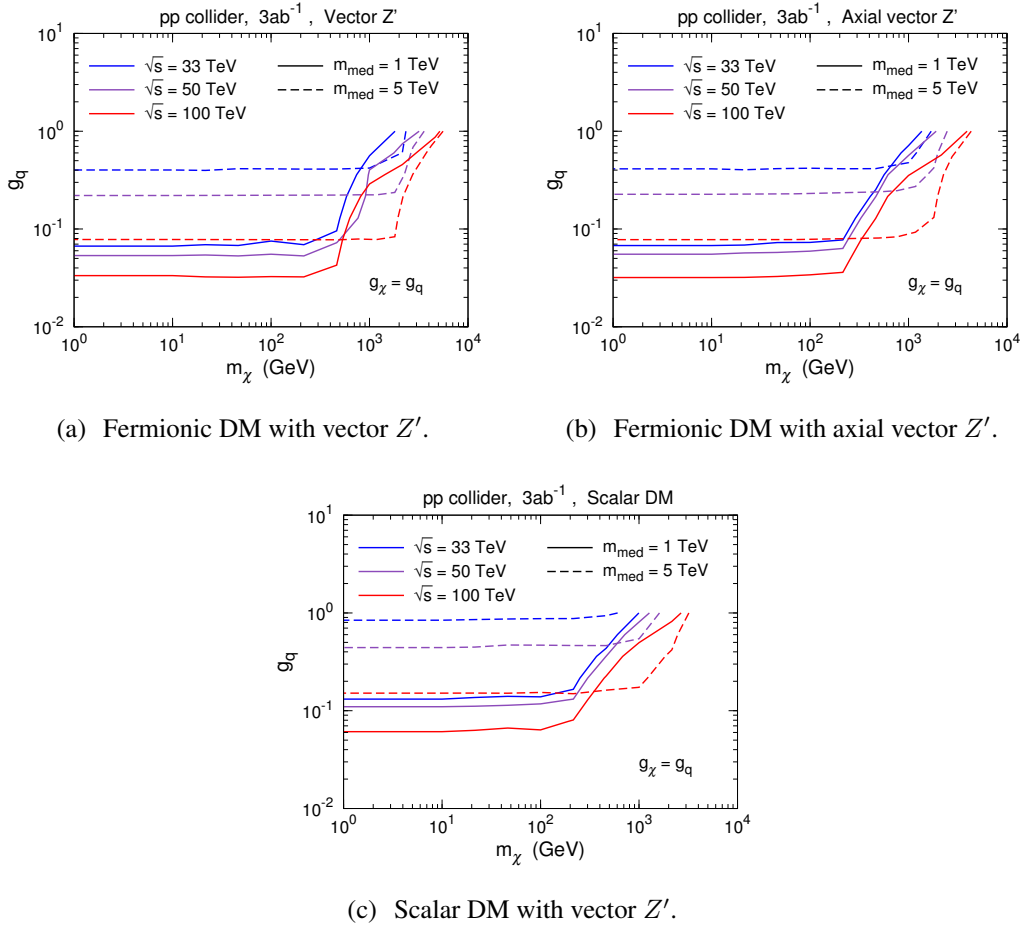 pp collider, 3ab⁻¹ , Vector Z'
10¹
√s = 33 TeV
√s = 50 TeV
√s = 100 TeV
m_med = 1 TeV
m_med = 5 TeV
10⁰
g_q
10⁻¹
g_χ = g_q
10⁻²
10⁰ 10¹ 10² 10³ 10⁴
m_χ (GeV)
(a) Fermionic DM with vector Z′.
pp collider, 3ab⁻¹ , Axial vector Z'
10¹
√s = 33 TeV
√s = 50 TeV
√s = 100 TeV
m_med = 1 TeV
m_med = 5 TeV
10⁰
g_q
10⁻¹
g_χ = g_q
10⁻²
10⁰ 10¹ 10² 10³ 10⁴
m_χ (GeV)
(b) Fermionic DM with axial vector Z′.
pp collider, 3ab⁻¹ , Scalar DM
10¹
√s = 33 TeV
√s = 50 TeV
√s = 100 TeV
m_med = 1 TeV
m_med = 5 TeV
10⁰
g_q
10⁻¹
g_χ = g_q
10⁻²
10⁰ 10¹ 10² 10³ 10⁴
m_χ (GeV)
(c) Scalar DM with vector Z′.